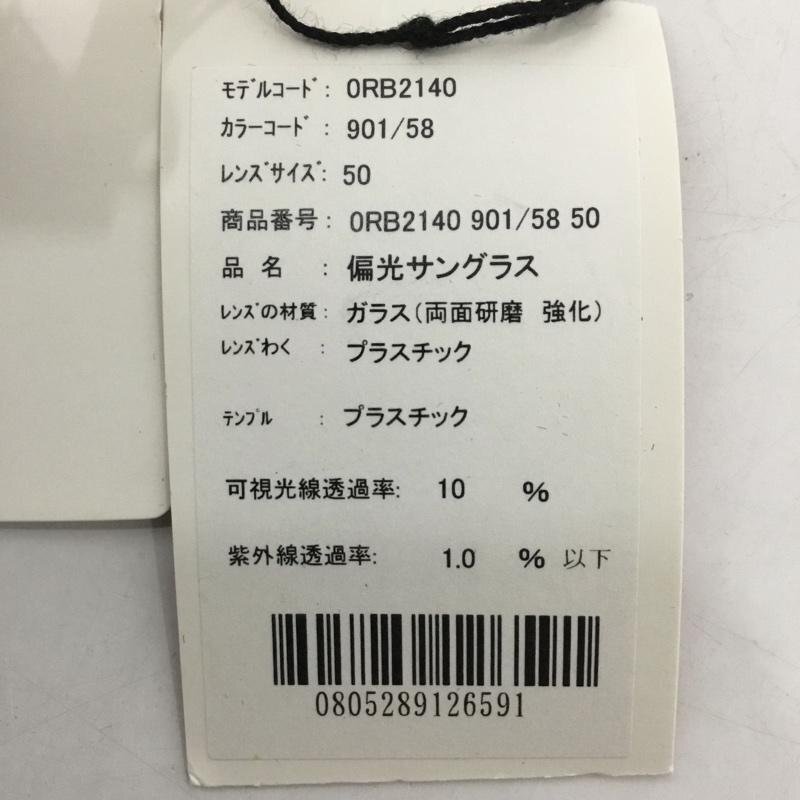 ﾓﾃﾞﾙｺｰﾄﾞ: 0RB2140
ｶﾗｰｺｰﾄﾞ : 901/58
ﾚﾝｽﾞｻｲｽﾞ: 50
商品番号: 0RB2140 901/58 50
品 名 : 偏光サングラス
ﾚﾝｽﾞの材質: ガラス(両面研磨 強化)
ﾚﾝｽﾞわく : プラスチック
ﾃﾝﾌﾟﾙ : プラスチック
可視光線透過率: 10 %
紫外線透過率: 1.0 % 以下
0805289126591